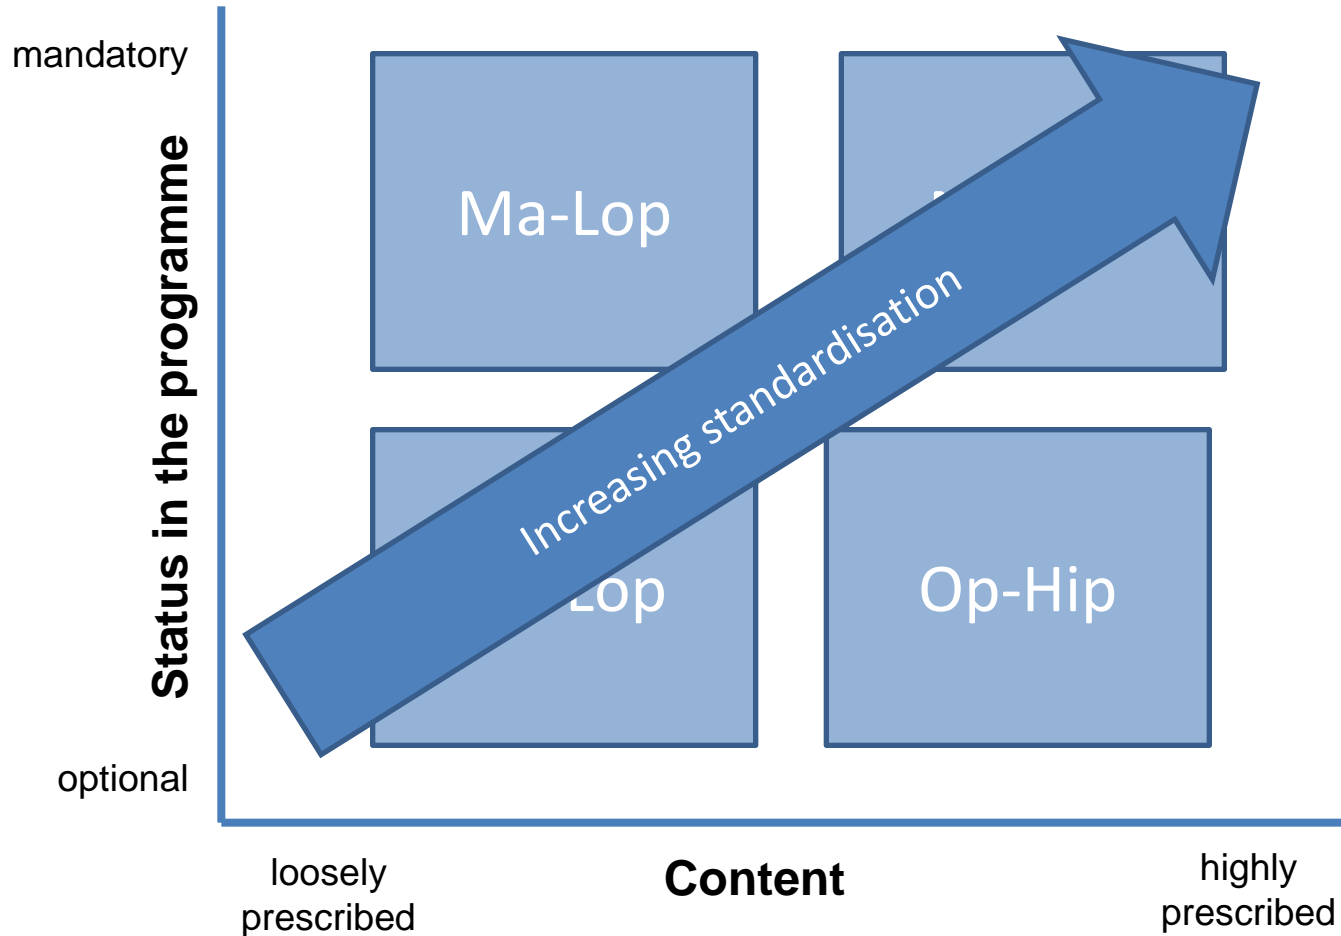 mandatory
Ma-Lop
Status in the programme
Increasing standardisation
Lop
Op-Hip
optional
loosely
prescribed
Content
highly
prescribed